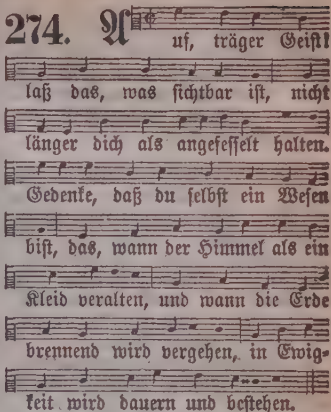 274. Auf, träger Geist!
laß das, was sichtbar ist, nicht
länger dich als angefesselt halten.
Gedenke, daß du selbst ein Wesen
bist, das, wann der Himmel als ein
Kleid veralten, und wann die Erde
brennend wird vergehen, in Ewig-
keit wird dauern und bestehen.